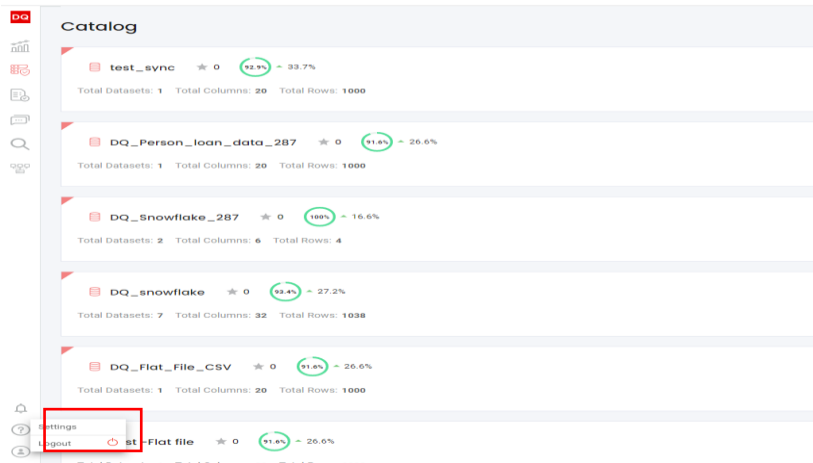 DQ
Catalog
test_sync 0 92.9% 33.7%
Total Datasets: 1 Total Columns: 20 Total Rows: 1000
DQ_Person_loan_data_287 0 91.6% 26.6%
Total Datasets: 1 Total Columns: 20 Total Rows: 1000
DQ_Snowflake_287 0 100% 16.6%
Total Datasets: 2 Total Columns: 6 Total Rows: 4
DQ_snowflake 0 93.4% 27.2%
Total Datasets: 7 Total Columns: 32 Total Rows: 1038
DQ_Flat_File_CSV 0 91.6% 26.6%
Total Datasets: 1 Total Columns: 20 Total Rows: 1000
Settings
Logout
st-Flat file 0 91.6% 26.6%